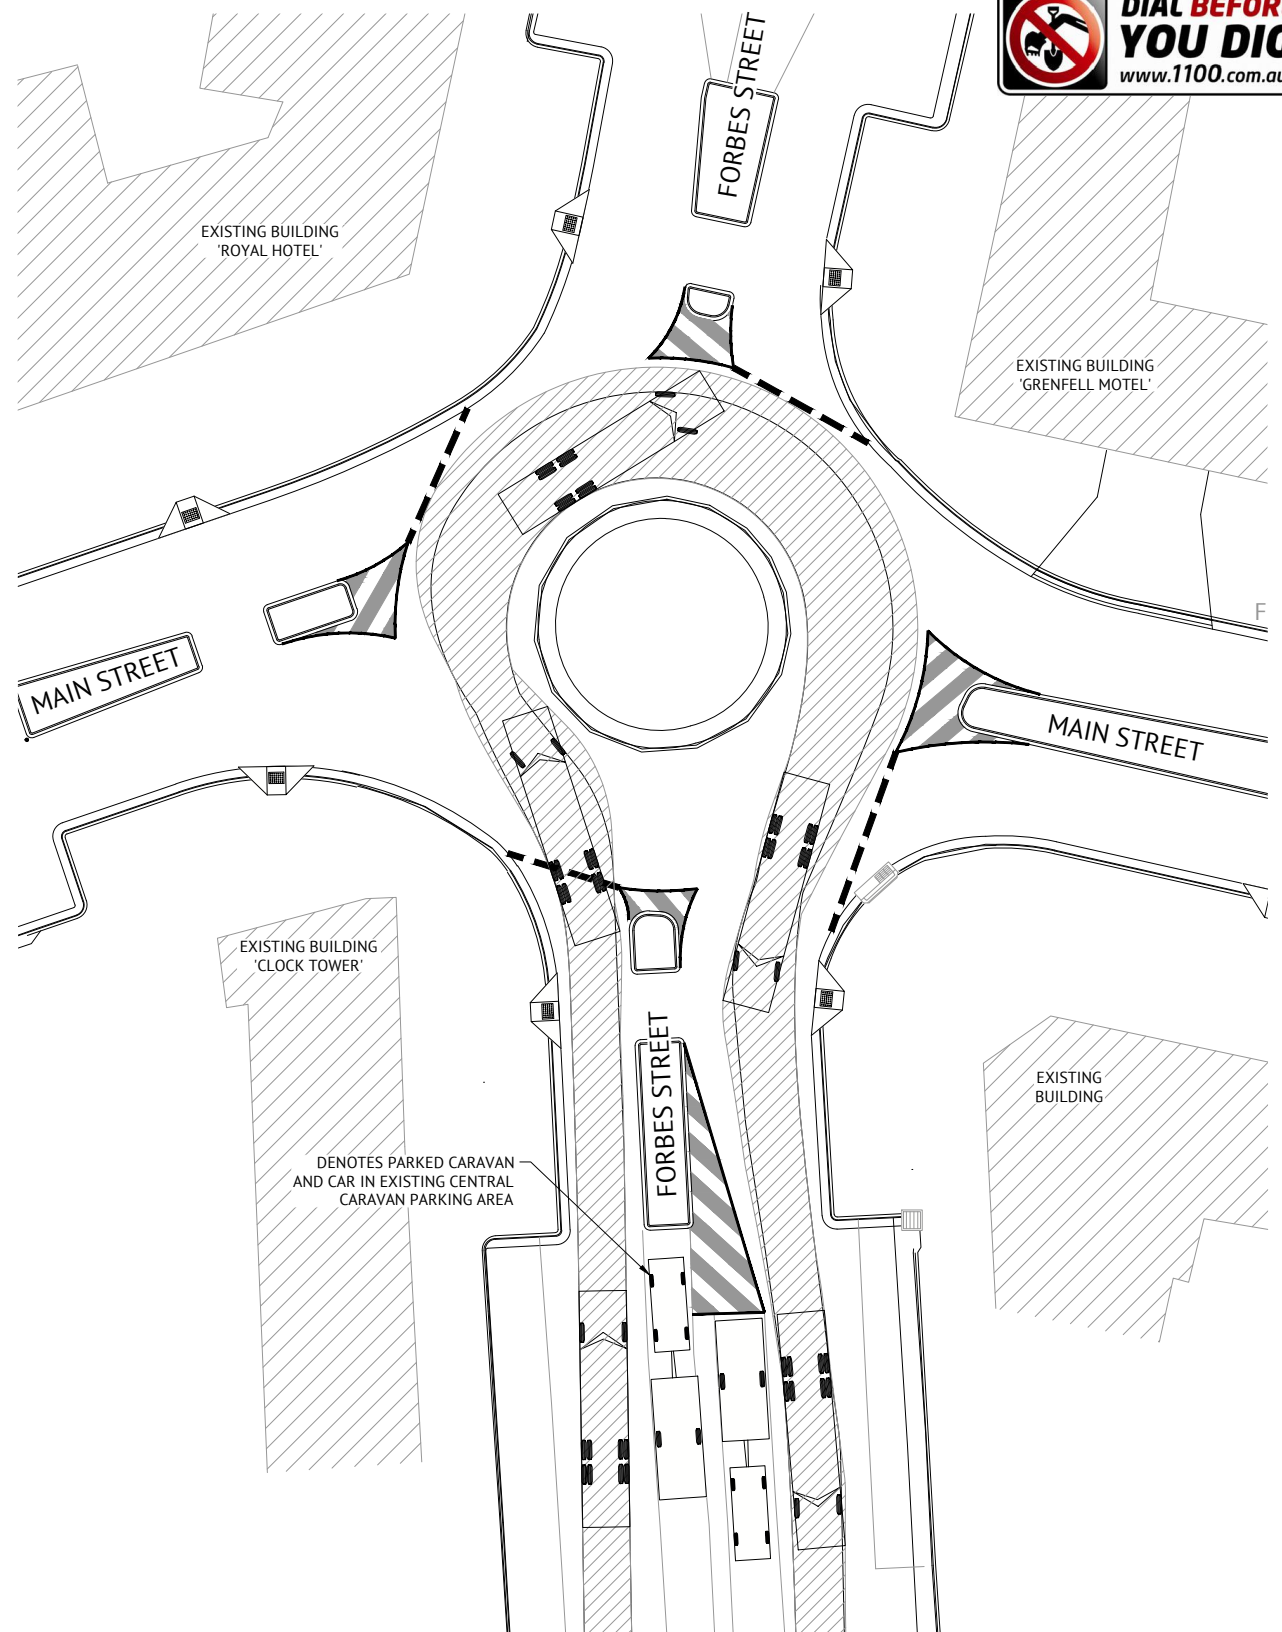 DIAL BEFOR
YOU DIG
www.1100.com.au
FORBES STREET
EXISTING BUILDING
'ROYAL HOTEL'
EXISTING BUILDING
'GRENFELL MOTEL'
F
MAIN STREET
MAIN STREET
EXISTING BUILDING
'CLOCK TOWER'
FORBES STREET
EXISTING
BUILDING
DENOTES PARKED CARAVAN
AND CAR IN EXISTING CENTRAL
CARAVAN PARKING AREA